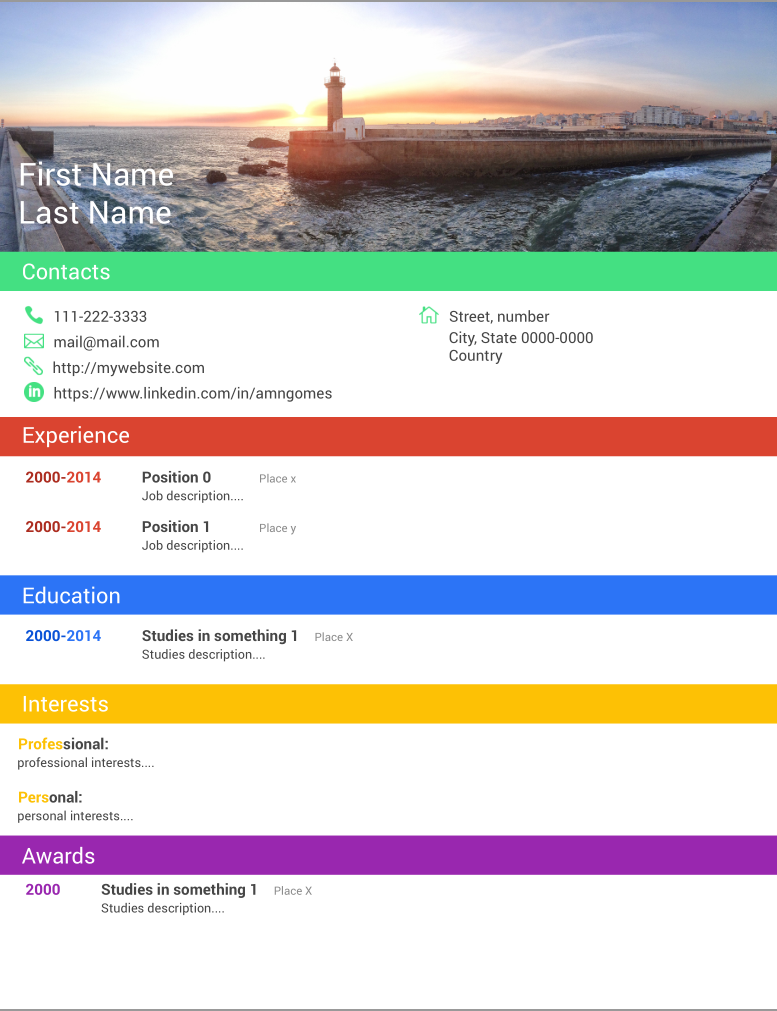 First Name
Last Name
Contacts
111-222-3333
mail@mail.com
http://mywebsite.com
in https://www.linkedin.com/in/amngomes
Street, number
City, State 0000-0000
Country
Experience
2000-2014 Position 0 Place x
Job description....
2000-2014 Position 1 Place y
Job description....
Education
2000-2014 Studies in something 1 Place X
Studies description....
Interests
Professional:
professional interests....
Personal:
personal interests....
Awards
2000 Studies in something 1 Place X
Studies description....